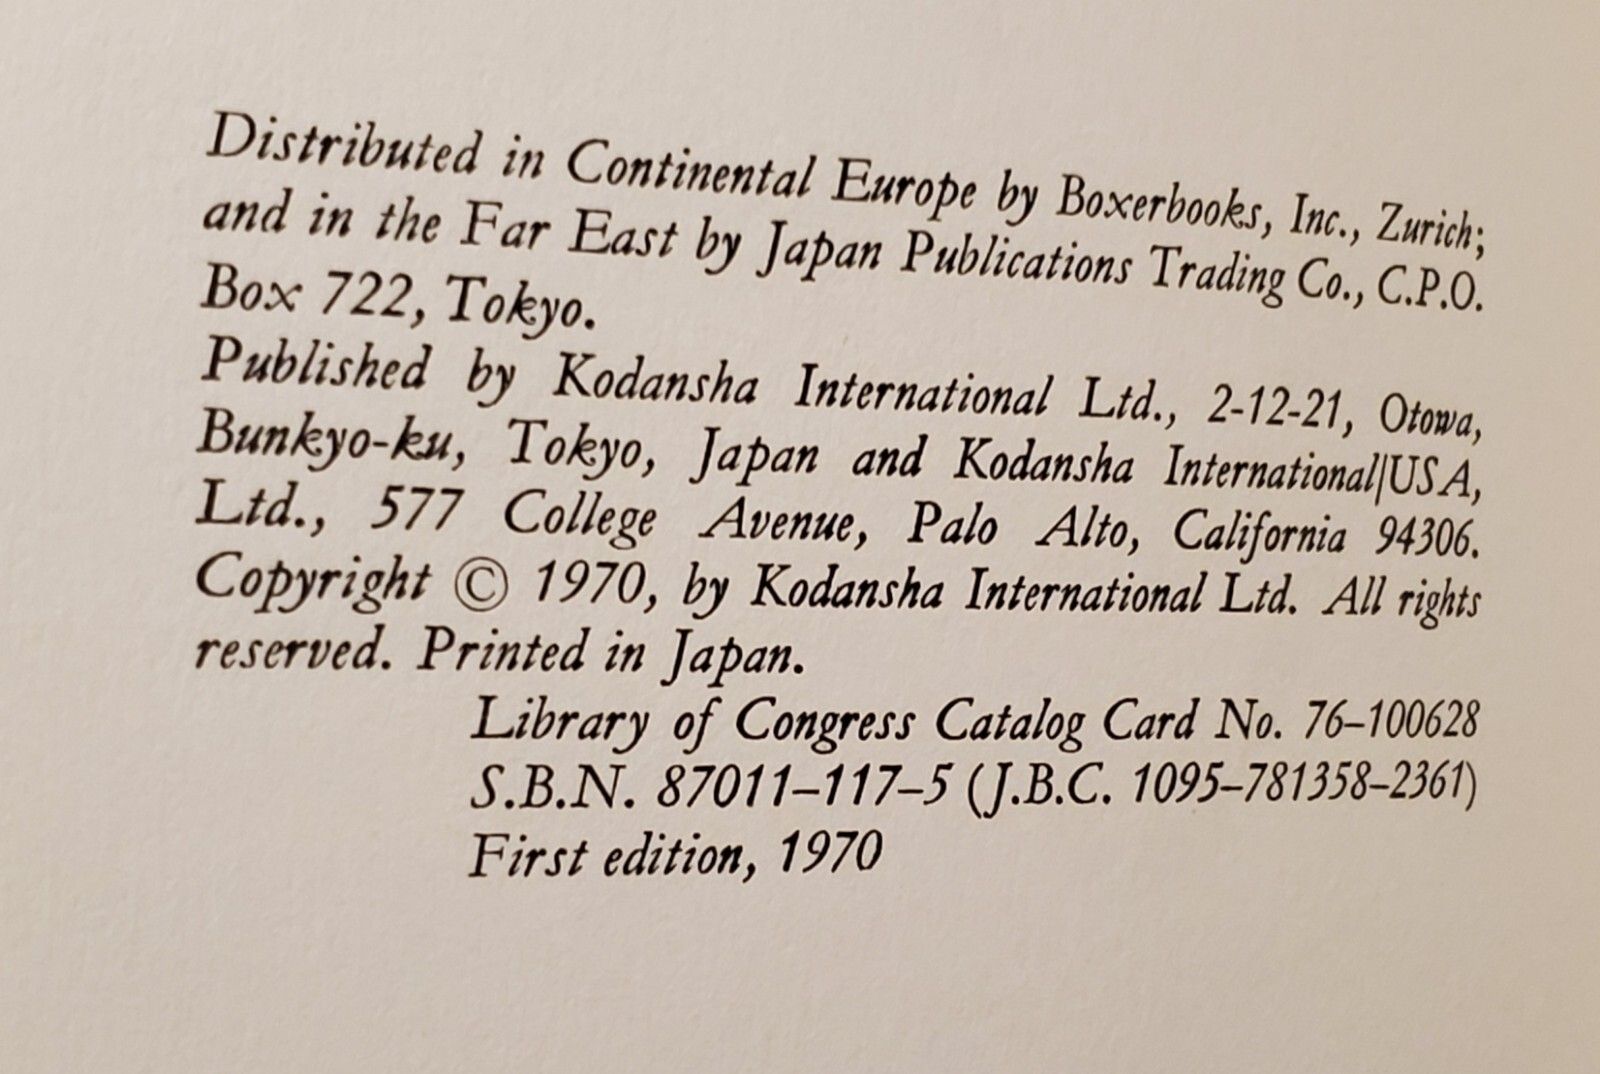 Distributed in Continental Europe by Boxerbooks, Inc., Zurich;
and in the Far East by Japan Publications Trading Co., C.P.O.
Box 722, Tokyo.
Published by Kodansha International Ltd., 2-12-21, Otowa,
Bunkyo-ku, Tokyo, Japan and Kodansha International/USA,
Ltd., 577 College Avenue, Palo Alto, California 94306.
Copyright © 1970, by Kodansha International Ltd. All rights
reserved. Printed in Japan.
Library of Congress Catalog Card No. 76–100628
S.B.N. 87011–117–5 (J.B.C. 1095–781358–2361)
First edition, 1970